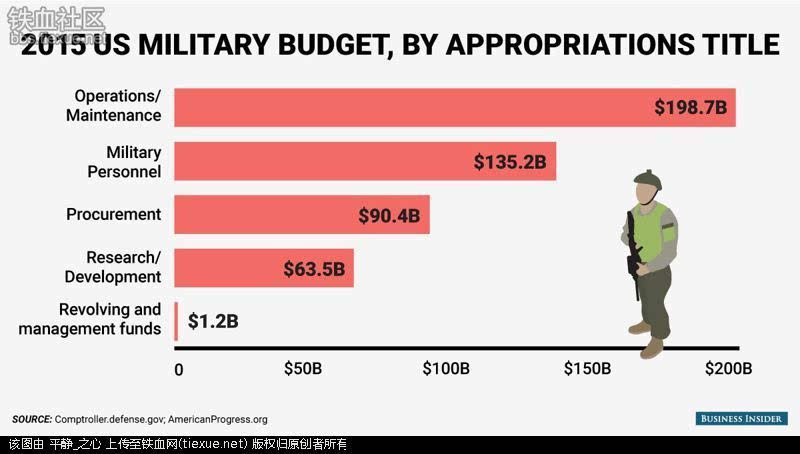 铁血社区
bbs.tiexue.net
2015 US MILITARY BUDGET, BY APPROPRIATIONS TITLE
Operations/
Maintenance
$198.7B
Military
Personnel
$135.2B
Procurement
$90.4B
Research/
Development
$63.5B
Revolving and
management funds
$1.2B
0 $50B $100B $150B $200B
SOURCE: Comptroller.defense.gov; AmericanProgress.org
BUSINESS INSIDER
该图由 平静_之心 上传至铁血网(tiexue.net) 版权归原创者所有